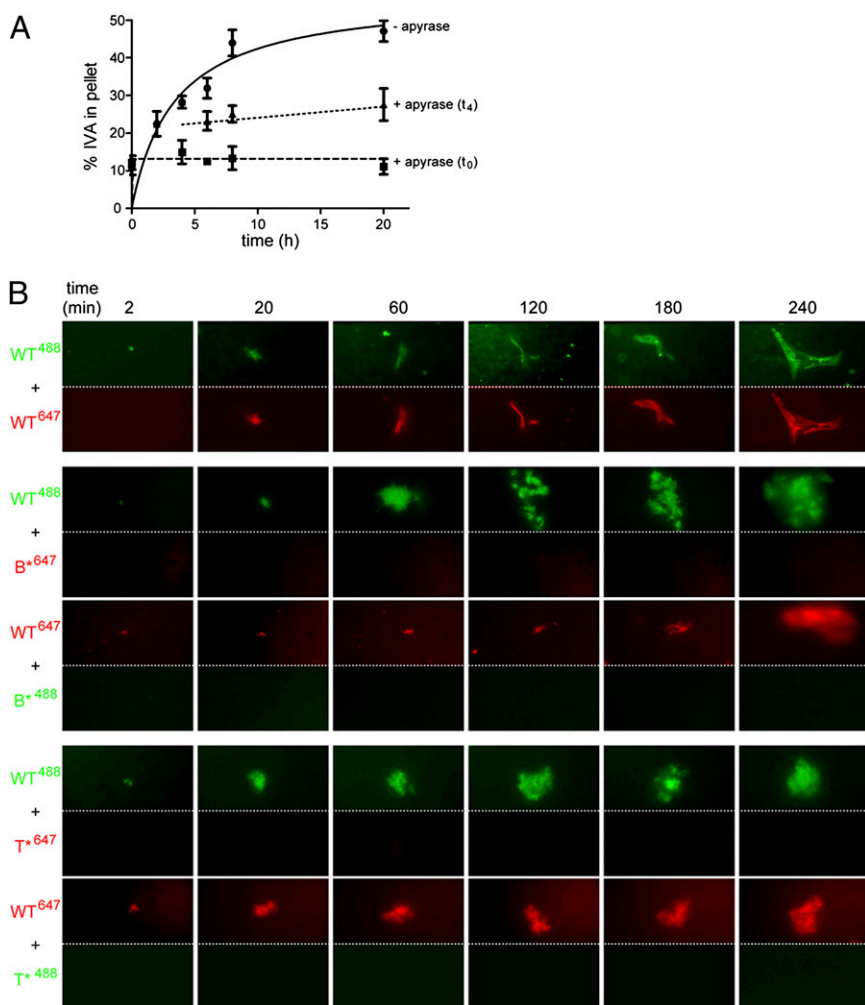 A
50
40
30
20
10
0
% IVA in pellet
- apyrase
+ apyrase (t₄)
+ apyrase (t₀)
0 5 10 15 20
time (h)
B
time
(min) 2 20 60 120 180 240
WT⁴⁸⁸
+
WT⁶⁴⁷
WT⁴⁸⁸
+
B*⁶⁴⁷
WT⁶⁴⁷
+
B*⁴⁸⁸
WT⁴⁸⁸
+
T*⁶⁴⁷
WT⁶⁴⁷
+
T*⁴⁸⁸